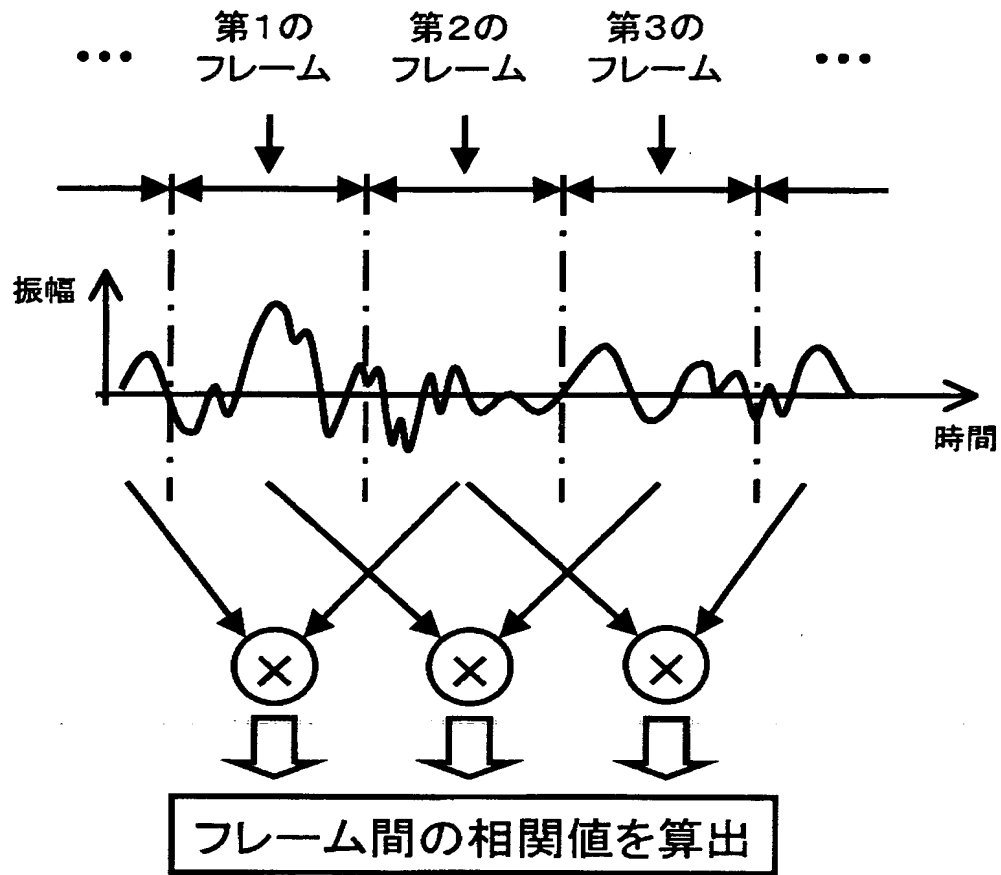 … 第1の 第2の 第3の …
フレーム フレーム フレーム
振幅
時間
× × ×
フレーム間の相関値を算出